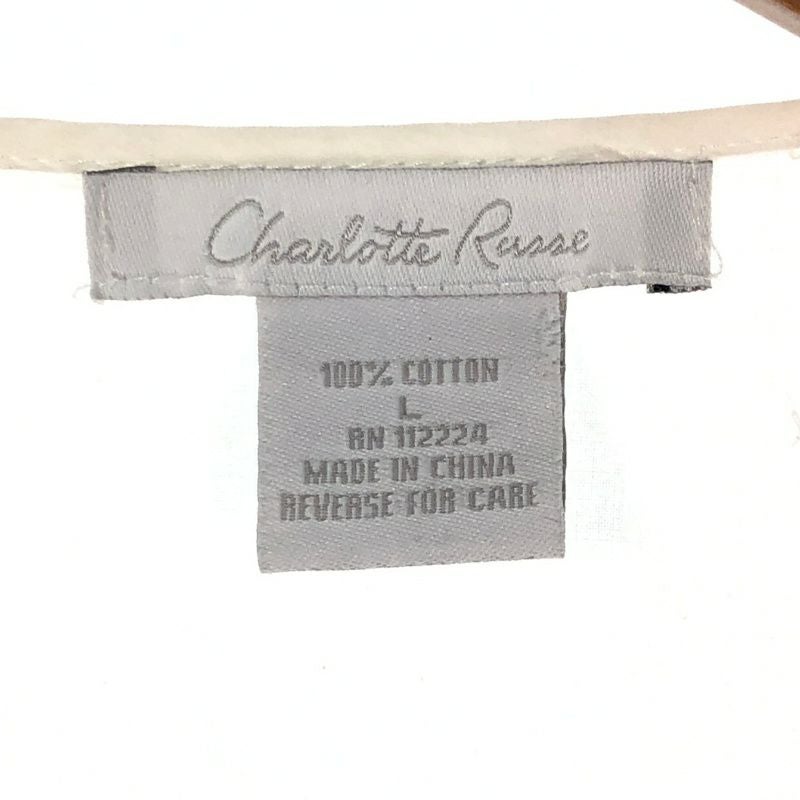 Charlotte Russe
100% COTTON
L
RN 112224
MADE IN CHINA
REVERSE FOR CARE